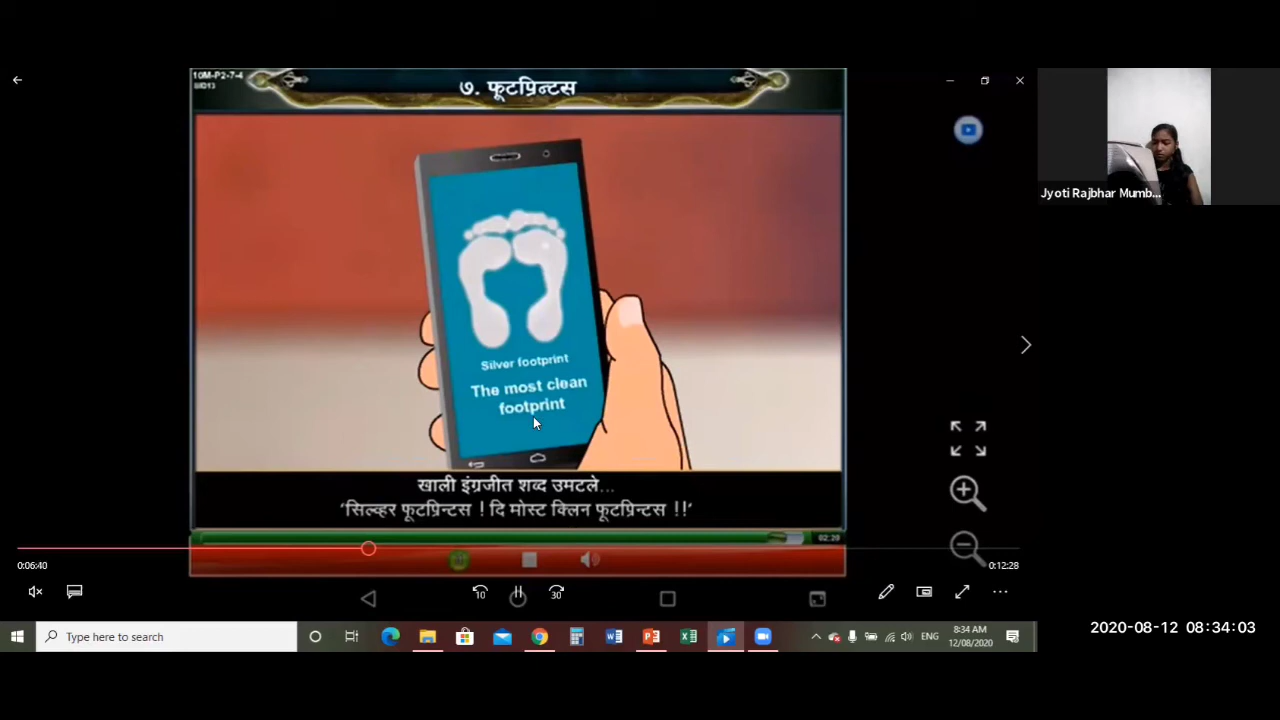 10M-P2-7-4
७. फूटप्रिन्टस
Jyoti Rajbhar Mumb...
Silver footprint
The most clean
footprint
खाली इंग्रजीत शब्द उमटले...
‘सिल्व्हर फूटप्रिन्टस ! दि मोस्ट क्लिन फूटप्रिन्टस !!’
02:20
0:06:40
0:12:28
10
30
Type here to search
ENG
8:34 AM
12/08/2020
2020-08-12 08:34:03